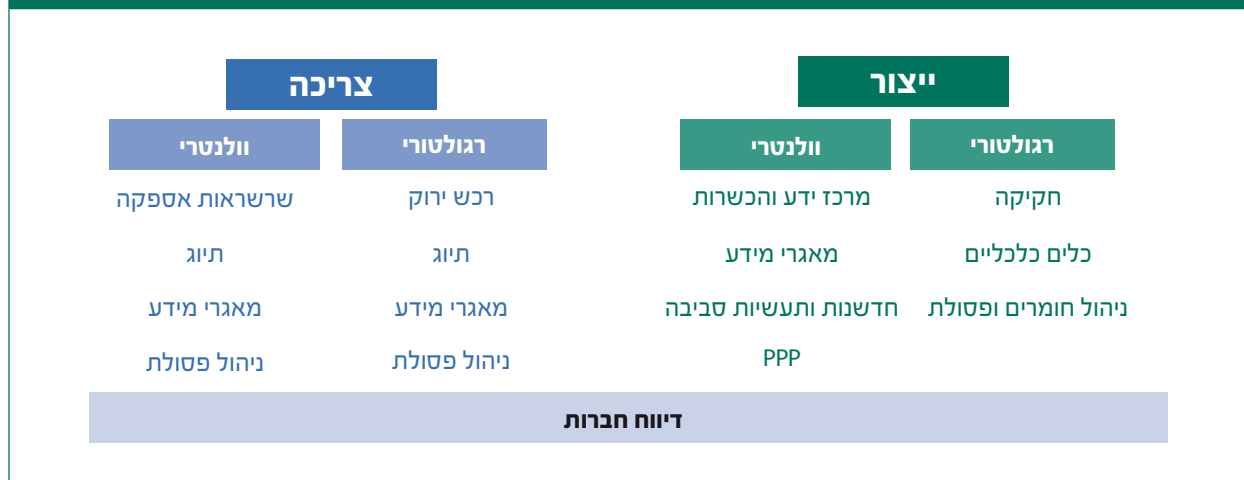 ייצור
צריכה
רגולטורי
וולנטרי
רגולטורי
וולנטרי
חקיקה
מרכז ידע והכשרות
רכש ירוק
שרשראות אספקה
כלים כלכליים
מאגרי מידע
תיוג
תיוג
ניהול חומרים ופסולת
חדשנות ותעשיות סביבה
מאגרי מידע
מאגרי מידע
PPP
ניהול פסולת
ניהול פסולת
דיווח חברות